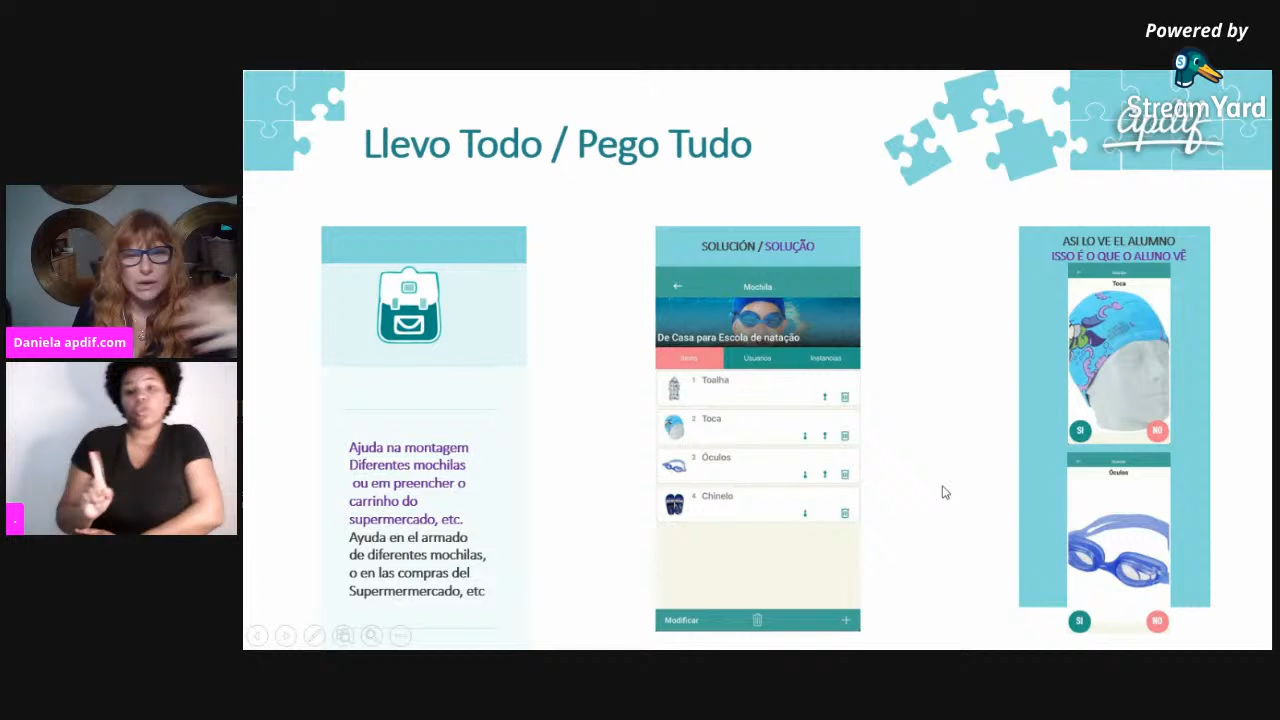 Powered by
StreamYard
apdif
Llevo Todo / Pego Tudo
Daniela apdif.com
.
Ajuda na montagem
Diferentes mochilas
ou em preencher o
carrinho do
supermercado, etc.
Ayuda en el armado
de diferentes mochilas,
o en las compras del
Supermermercado, etc
SOLUCIÓN / SOLUÇÃO
Mochila
De Casa para Escola de natação
Items Usuarios Instancias
1 Toalha
2 Toca
3 Óculos
4 Chinelo
Modificar
ASI LO VE EL ALUMNO
ISSO É O QUE O ALUNO VÊ
Toca
SI NO
Óculos
SI NO